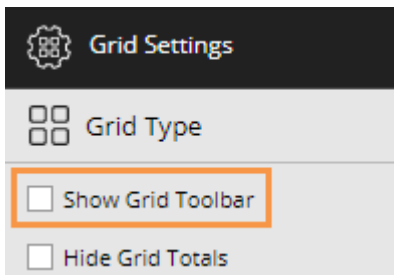 Grid Settings
Grid Type
Show Grid Toolbar
Hide Grid Totals